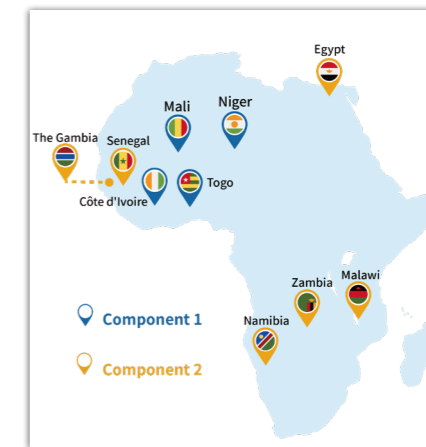 Egypt
Mali
Niger
The Gambia
Senegal
Togo
Côte d'Ivoire
Zambia
Malawi
Namibia
Component 1
Component 2